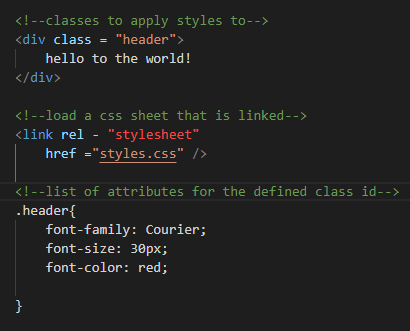 <!--classes to apply styles to-->
<div class = "header">
hello to the world!
</div>
<!--load a css sheet that is linked-->
<link rel - "stylesheet"
href ="styles.css" />
<!--list of attributes for the defined class id-->
.header{
font-family: Courier;
font-size: 30px;
font-color: red;
}